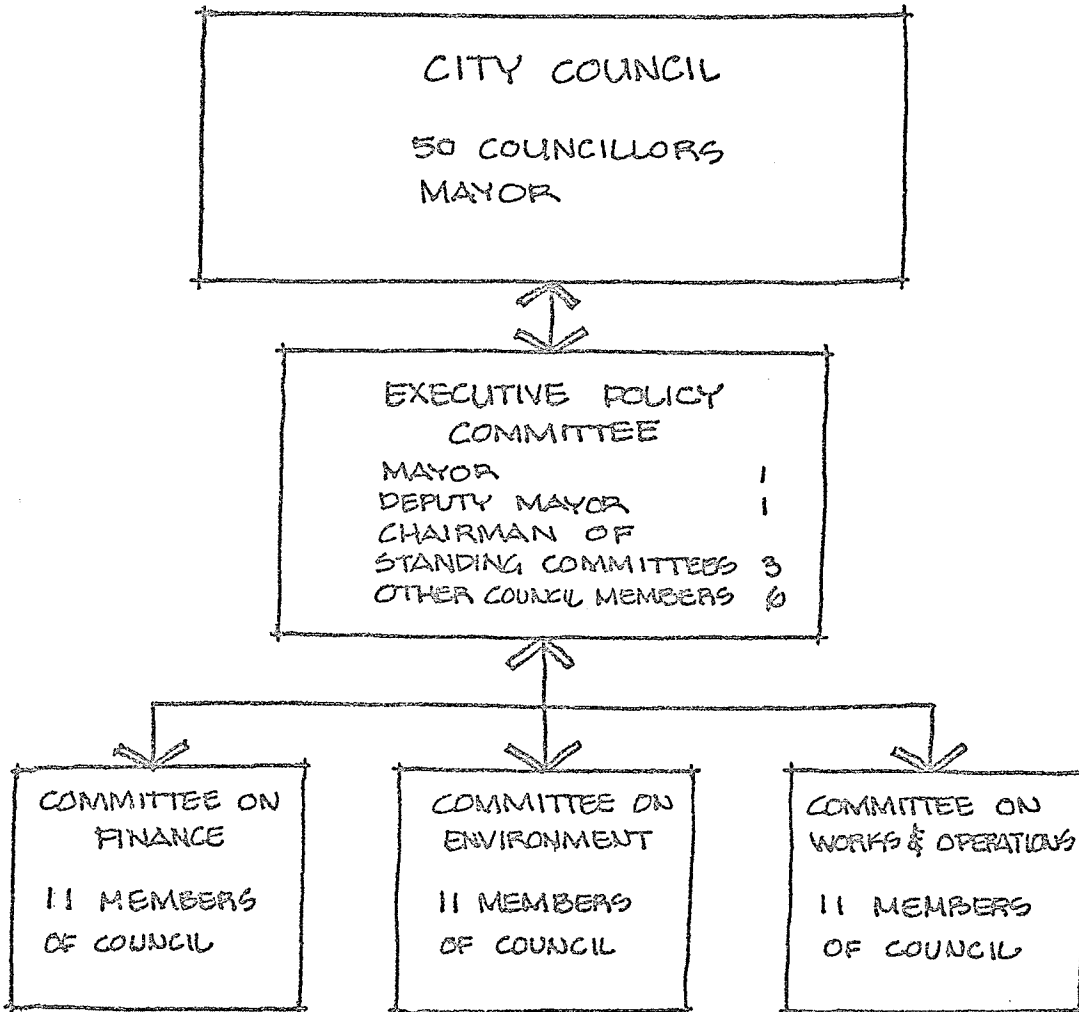 CITY COUNCIL
50 COUNCILLORS
MAYOR
EXECUTIVE POLICY
COMMITTEE
MAYOR 1
DEPUTY MAYOR 1
CHAIRMAN OF
STANDING COMMITTEES 3
OTHER COUNCIL MEMBERS 6
COMMITTEE ON
FINANCE
11 MEMBERS
OF COUNCIL
COMMITTEE ON
ENVIRONMENT
11 MEMBERS
OF COUNCIL
COMMITTEE ON
WORKS & OPERATIONS
11 MEMBERS
OF COUNCIL